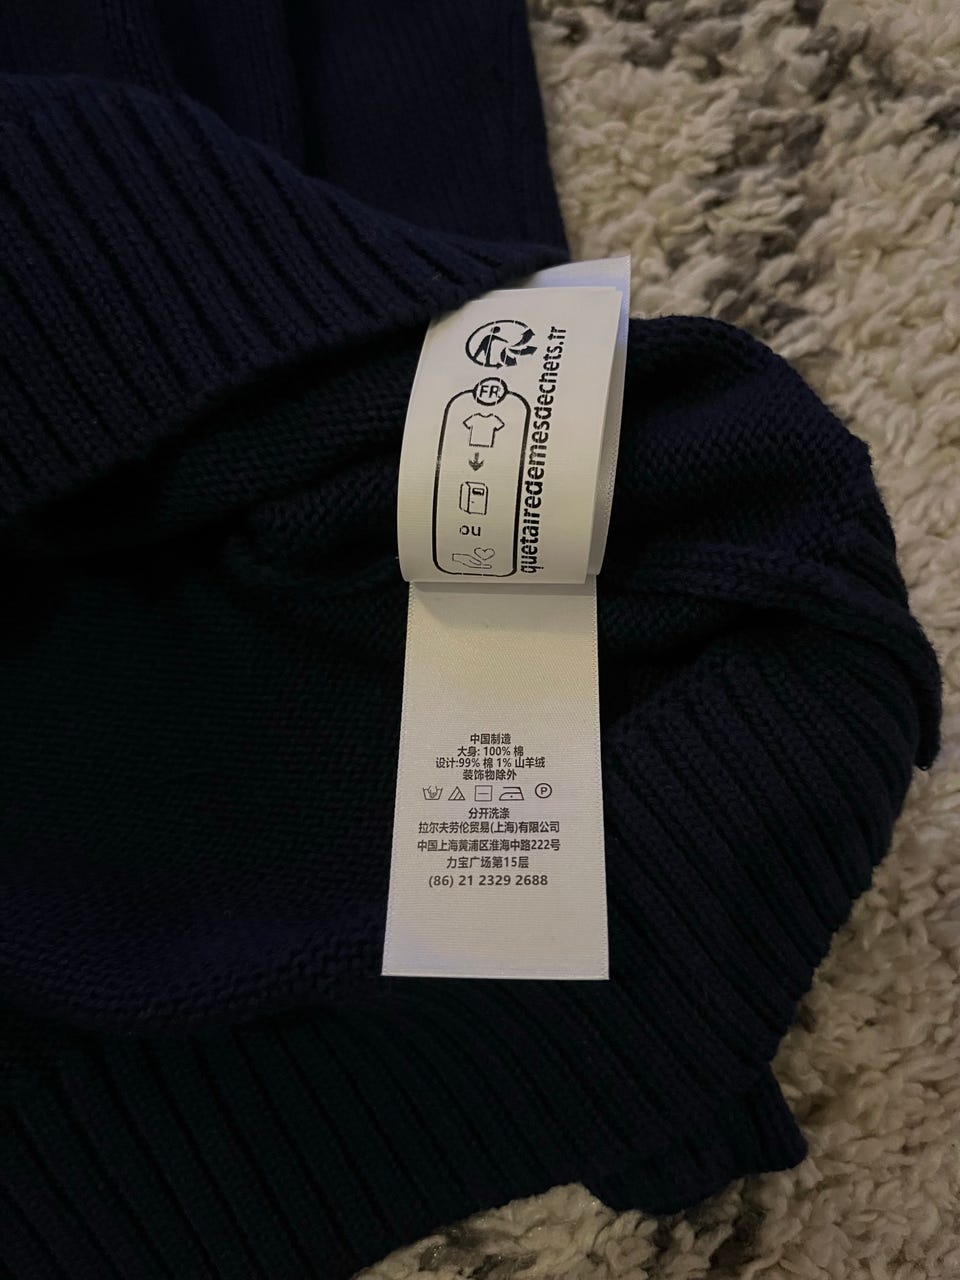 FR
ou
quetairedemesdechets.fr
中国制造
大身: 100% 棉
设计:99% 棉 1% 山羊绒
装饰物除外
P
分开洗涤
拉尔夫劳伦贸易(上海)有限公司
中国上海黄浦区淮海中路222号
力宝广场第15层
(86) 21 2329 2688